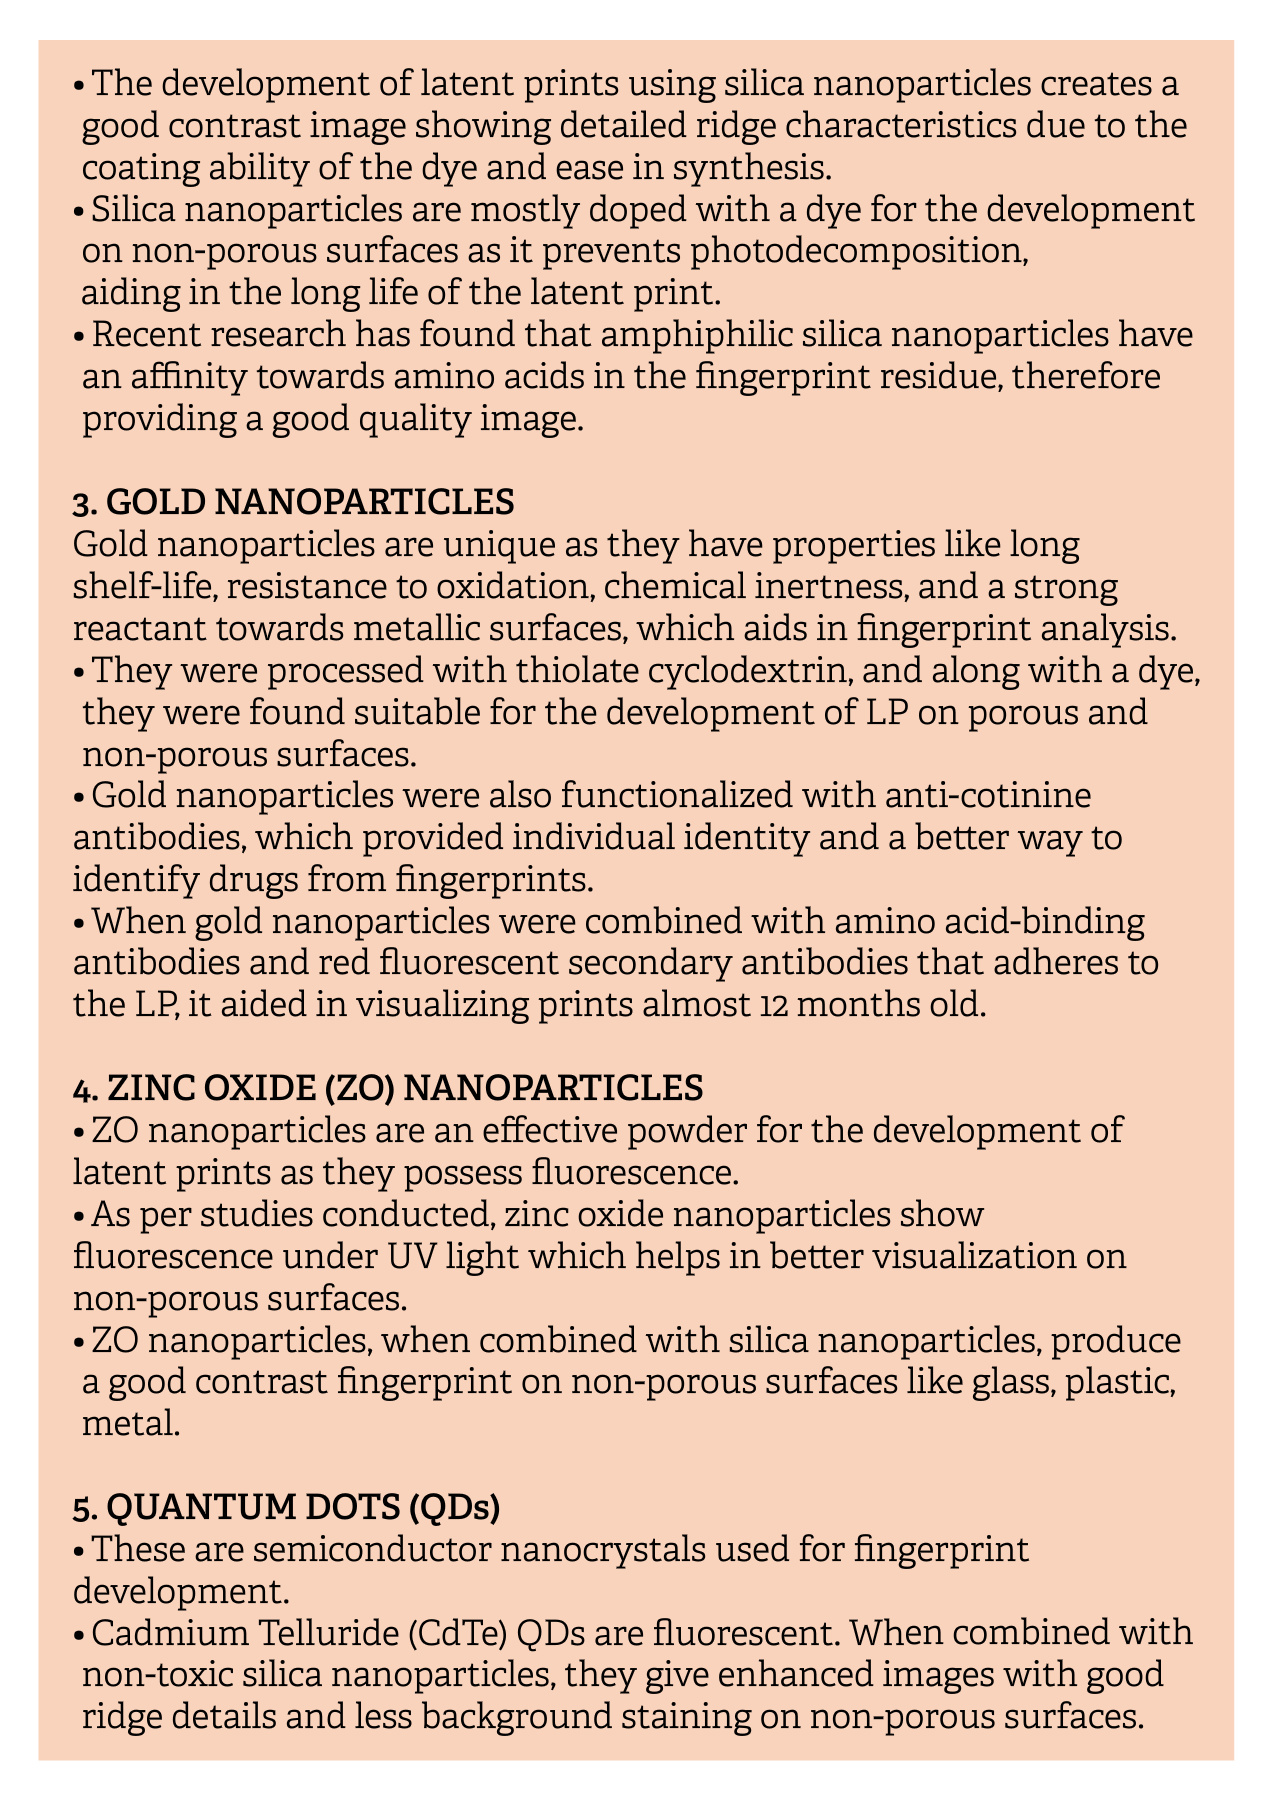 • The development of latent prints using silica nanoparticles creates a
good contrast image showing detailed ridge characteristics due to the
coating ability of the dye and ease in synthesis.
• Silica nanoparticles are mostly doped with a dye for the development
on non-porous surfaces as it prevents photodecomposition,
aiding in the long life of the latent print.
• Recent research has found that amphiphilic silica nanoparticles have
an affinity towards amino acids in the fingerprint residue, therefore
providing a good quality image.
3. GOLD NANOPARTICLES
Gold nanoparticles are unique as they have properties like long
shelf-life, resistance to oxidation, chemical inertness, and a strong
reactant towards metallic surfaces, which aids in fingerprint analysis.
• They were processed with thiolate cyclodextrin, and along with a dye,
they were found suitable for the development of LP on porous and
non-porous surfaces.
• Gold nanoparticles were also functionalized with anti-cotinine
antibodies, which provided individual identity and a better way to
identify drugs from fingerprints.
• When gold nanoparticles were combined with amino acid-binding
antibodies and red fluorescent secondary antibodies that adheres to
the LP, it aided in visualizing prints almost 12 months old.
4. ZINC OXIDE (ZO) NANOPARTICLES
• ZO nanoparticles are an effective powder for the development of
latent prints as they possess fluorescence.
• As per studies conducted, zinc oxide nanoparticles show
fluorescence under UV light which helps in better visualization on
non-porous surfaces.
• ZO nanoparticles, when combined with silica nanoparticles, produce
a good contrast fingerprint on non-porous surfaces like glass, plastic,
metal.
5. QUANTUM DOTS (QDs)
• These are semiconductor nanocrystals used for fingerprint
development.
• Cadmium Telluride (CdTe) QDs are fluorescent. When combined with
non-toxic silica nanoparticles, they give enhanced images with good
ridge details and less background staining on non-porous surfaces.